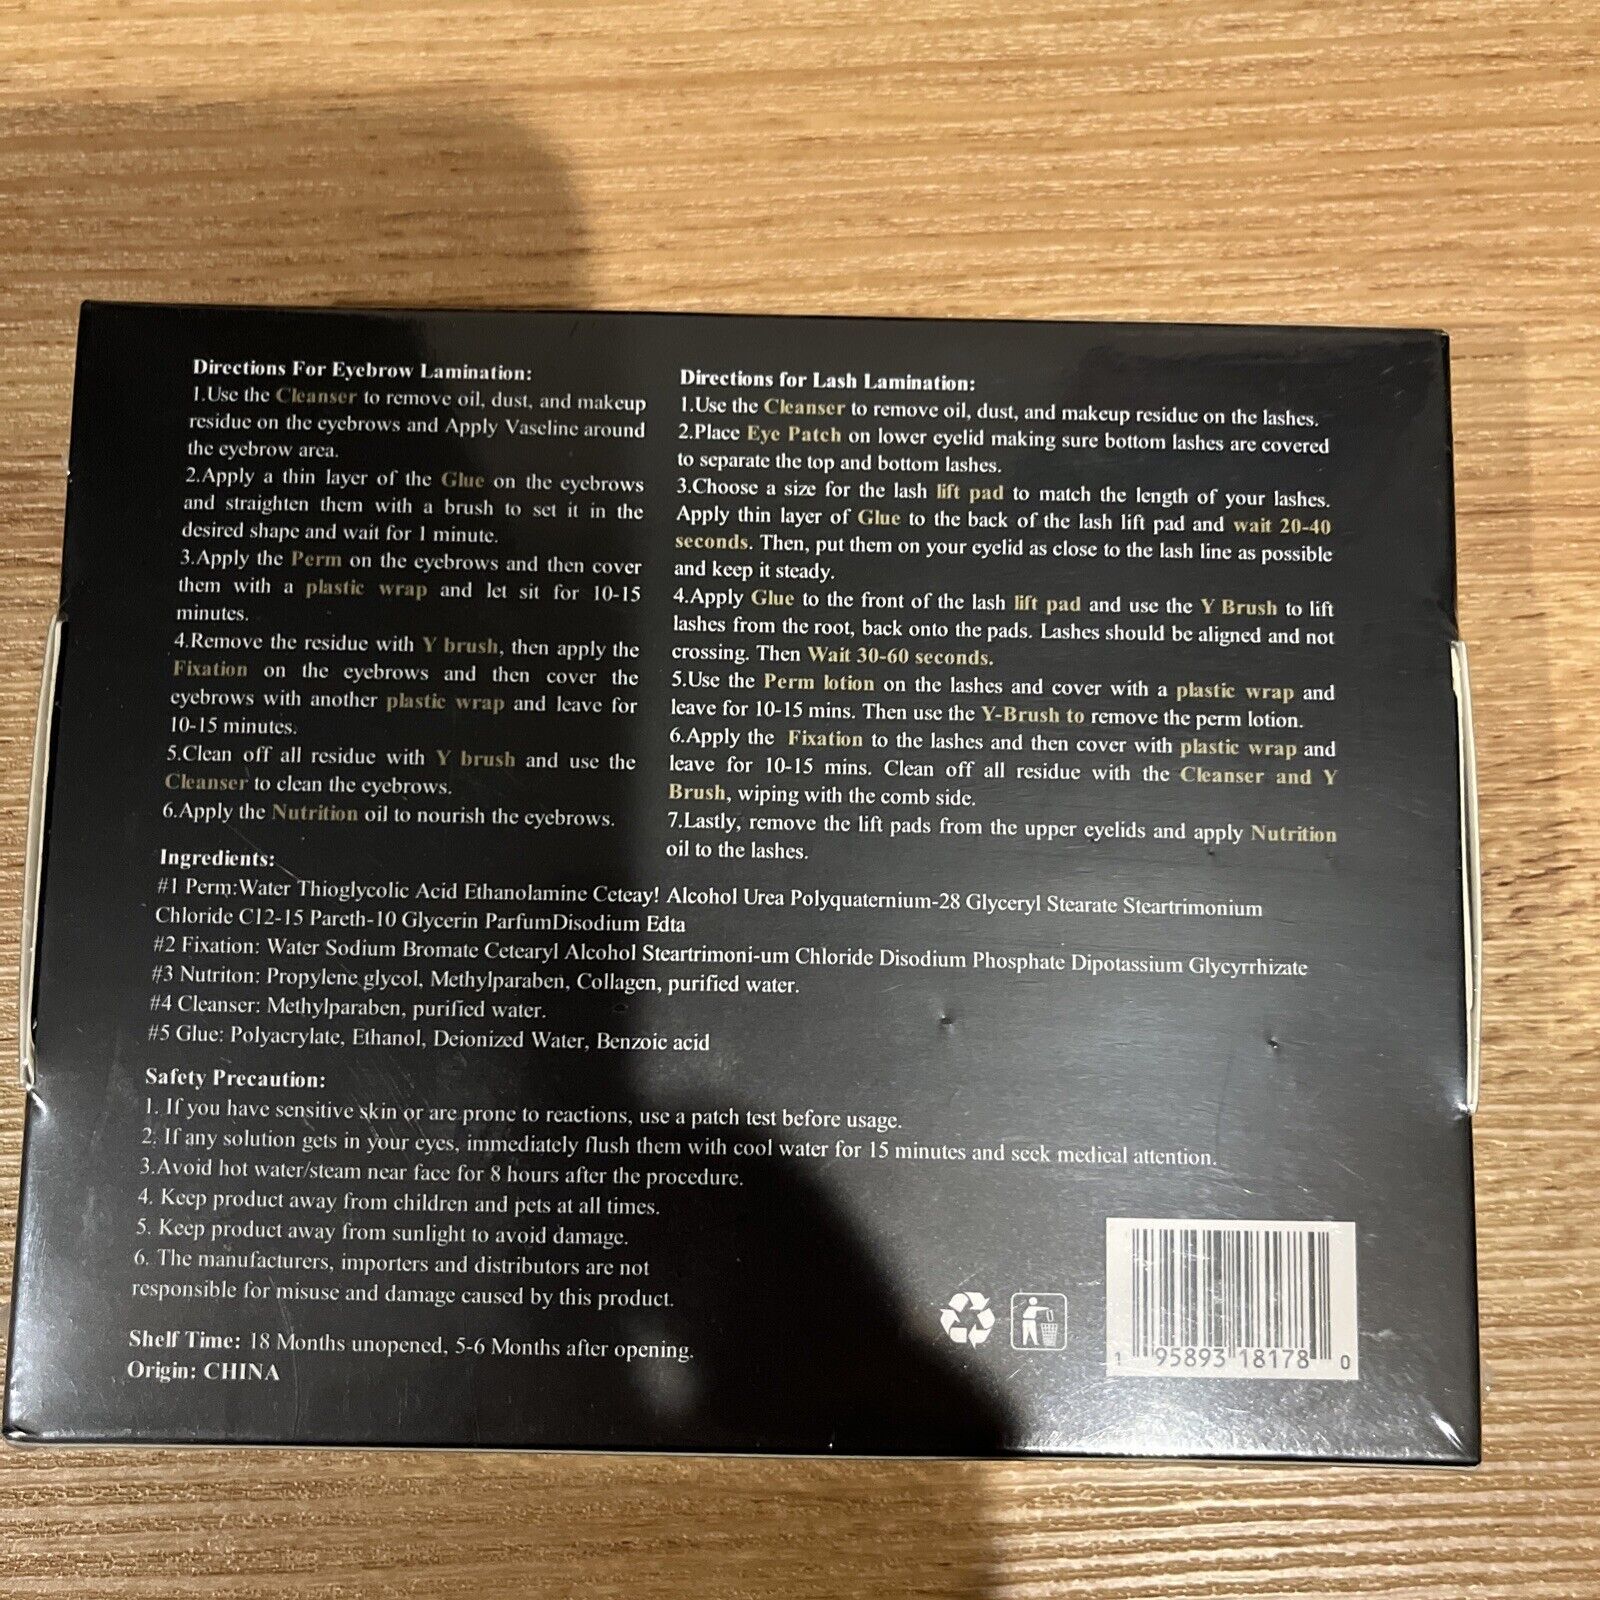 Directions For Eyebrow Lamination:
1.Use the Cleanser to remove oil, dust, and makeup
residue on the eyebrows and Apply Vaseline around
the eyebrow area.
2.Apply a thin layer of the Glue on the eyebrows
and straighten them with a brush to set it in the
desired shape and wait for 1 minute.
3.Apply the Perm on the eyebrows and then cover
them with a plastic wrap and let sit for 10-15
minutes.
4.Remove the residue with Y brush, then apply the
Fixation on the eyebrows and then cover the
eyebrows with another plastic wrap and leave for
10-15 minutes.
5.Clean off all residue with Y brush and use the
Cleanser to clean the eyebrows.
6.Apply the Nutrition oil to nourish the eyebrows.
Directions for Lash Lamination:
1.Use the Cleanser to remove oil, dust, and makeup residue on the lashes.
2.Place Eye Patch on lower eyelid making sure bottom lashes are covered
to separate the top and bottom lashes.
3.Choose a size for the lash lift pad to match the length of your lashes.
Apply thin layer of Glue to the back of the lash lift pad and wait 20-40
seconds. Then, put them on your eyelid as close to the lash line as possible
and keep it steady.
4.Apply Glue to the front of the lash lift pad and use the Y Brush to lift
lashes from the root, back onto the pads. Lashes should be aligned and not
crossing. Then Wait 30-60 seconds.
5.Use the Perm lotion on the lashes and cover with a plastic wrap and
leave for 10-15 mins. Then use the Y-Brush to remove the perm lotion.
6.Apply the Fixation to the lashes and then cover with plastic wrap and
leave for 10-15 mins. Clean off all residue with the Cleanser and Y
Brush, wiping with the comb side.
7.Lastly, remove the lift pads from the upper eyelids and apply Nutrition
oil to the lashes.
Ingredients:
#1 Perm:Water Thioglycolic Acid Ethanolamine Ceteay! Alcohol Urea Polyquaternium-28 Glyceryl Stearate Steartrimonium
Chloride C12-15 Pareth-10 Glycerin ParfumDisodium Edta
#2 Fixation: Water Sodium Bromate Cetearyl Alcohol Steartrimoni-um Chloride Disodium Phosphate Dipotassium Glycyrrhizate
#3 Nutriton: Propylene glycol, Methylparaben, Collagen, purified water.
#4 Cleanser: Methylparaben, purified water.
#5 Glue: Polyacrylate, Ethanol, Deionized Water, Benzoic acid
Safety Precaution:
1. If you have sensitive skin or are prone to reactions, use a patch test before usage.
2. If any solution gets in your eyes, immediately flush them with cool water for 15 minutes and seek medical attention.
3.Avoid hot water/steam near face for 8 hours after the procedure.
4. Keep product away from children and pets at all times.
5. Keep product away from sunlight to avoid damage.
6. The manufacturers, importers and distributors are not
responsible for misuse and damage caused by this product.
Shelf Time: 18 Months unopened, 5-6 Months after opening.
Origin: CHINA
1 95893 18178 0